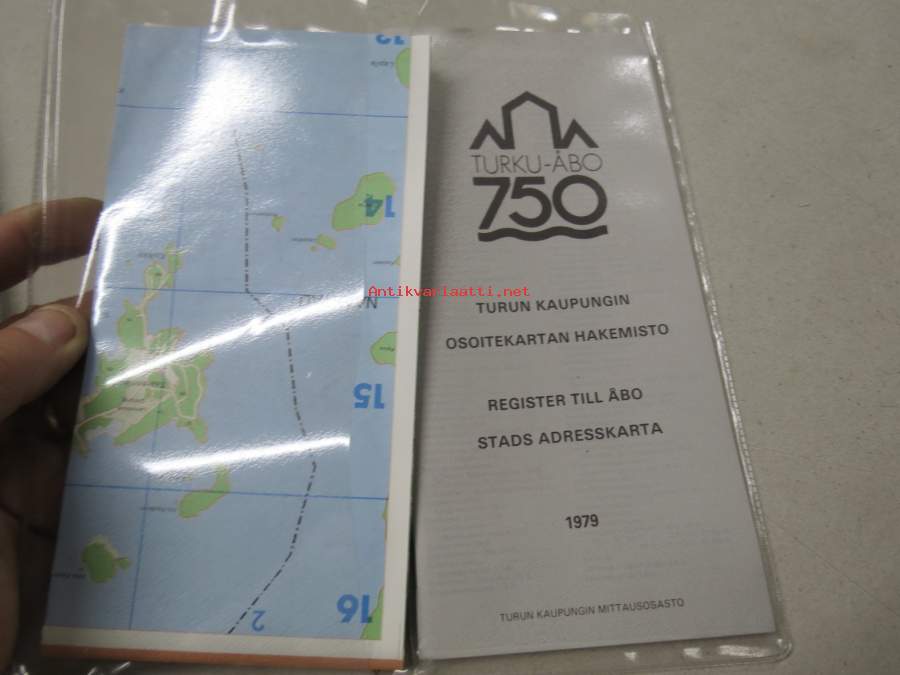 13
14
15
16
2
TURKU-ÅBO
750
Antikvariaatti.net
TURUN KAUPUNGIN
OSOITEKARTAN HAKEMISTO
REGISTER TILL ÅBO
STADS ADRESSKARTA
1979
TURUN KAUPUNGIN MITTAUSOSASTO